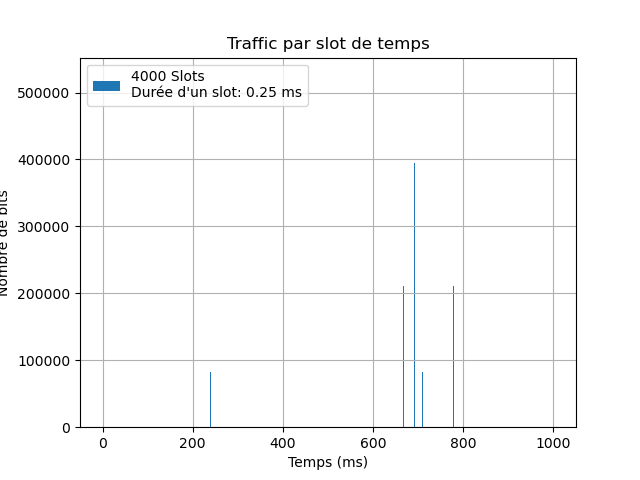 Traffic par slot de temps
4000 Slots
Durée d'un slot: 0.25 ms
500000
400000
300000
200000
100000
0
Nombre de bits
0 200 400 600 800 1000
Temps (ms)